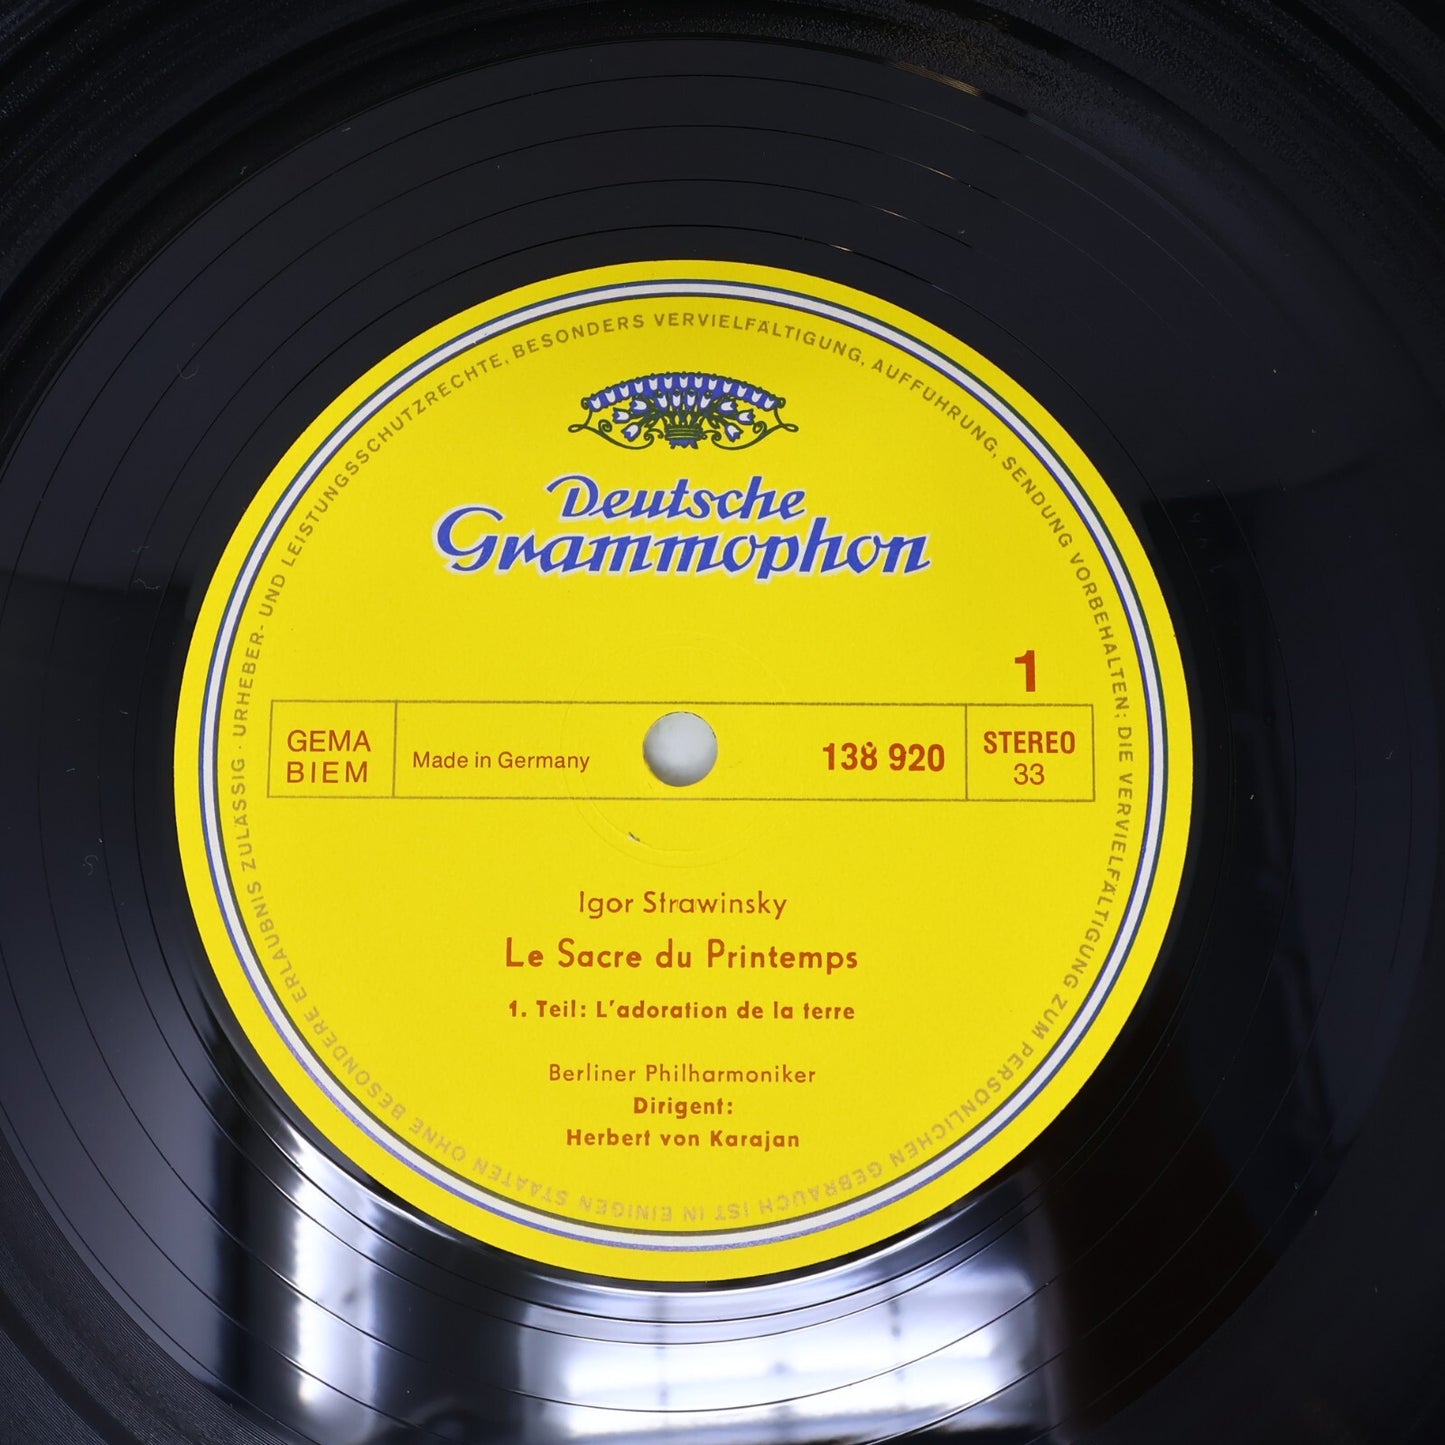 URHEBER- UND LEISTUNGSSCHUTZRECHTE, BESONDERS VERVIELFÄLTIGUNG, AUFFÜHRUNG, SENDUNG VORBEHALTEN; DIE VERVIELFÄLTIGUNG ZUM PERSÖNLICHEN GEBRAUCH IST IN EINIGEN STAATEN OHNE BESONDERE ERLAUBNIS ZULÄSSIG ·
Deutsche
Grammophon
1
GEMA
BIEM
Made in Germany
138 920
STEREO
33
Igor Strawinsky
Le Sacre du Printemps
1. Teil: L'adoration de la terre
Berliner Philharmoniker
Dirigent:
Herbert von Karajan